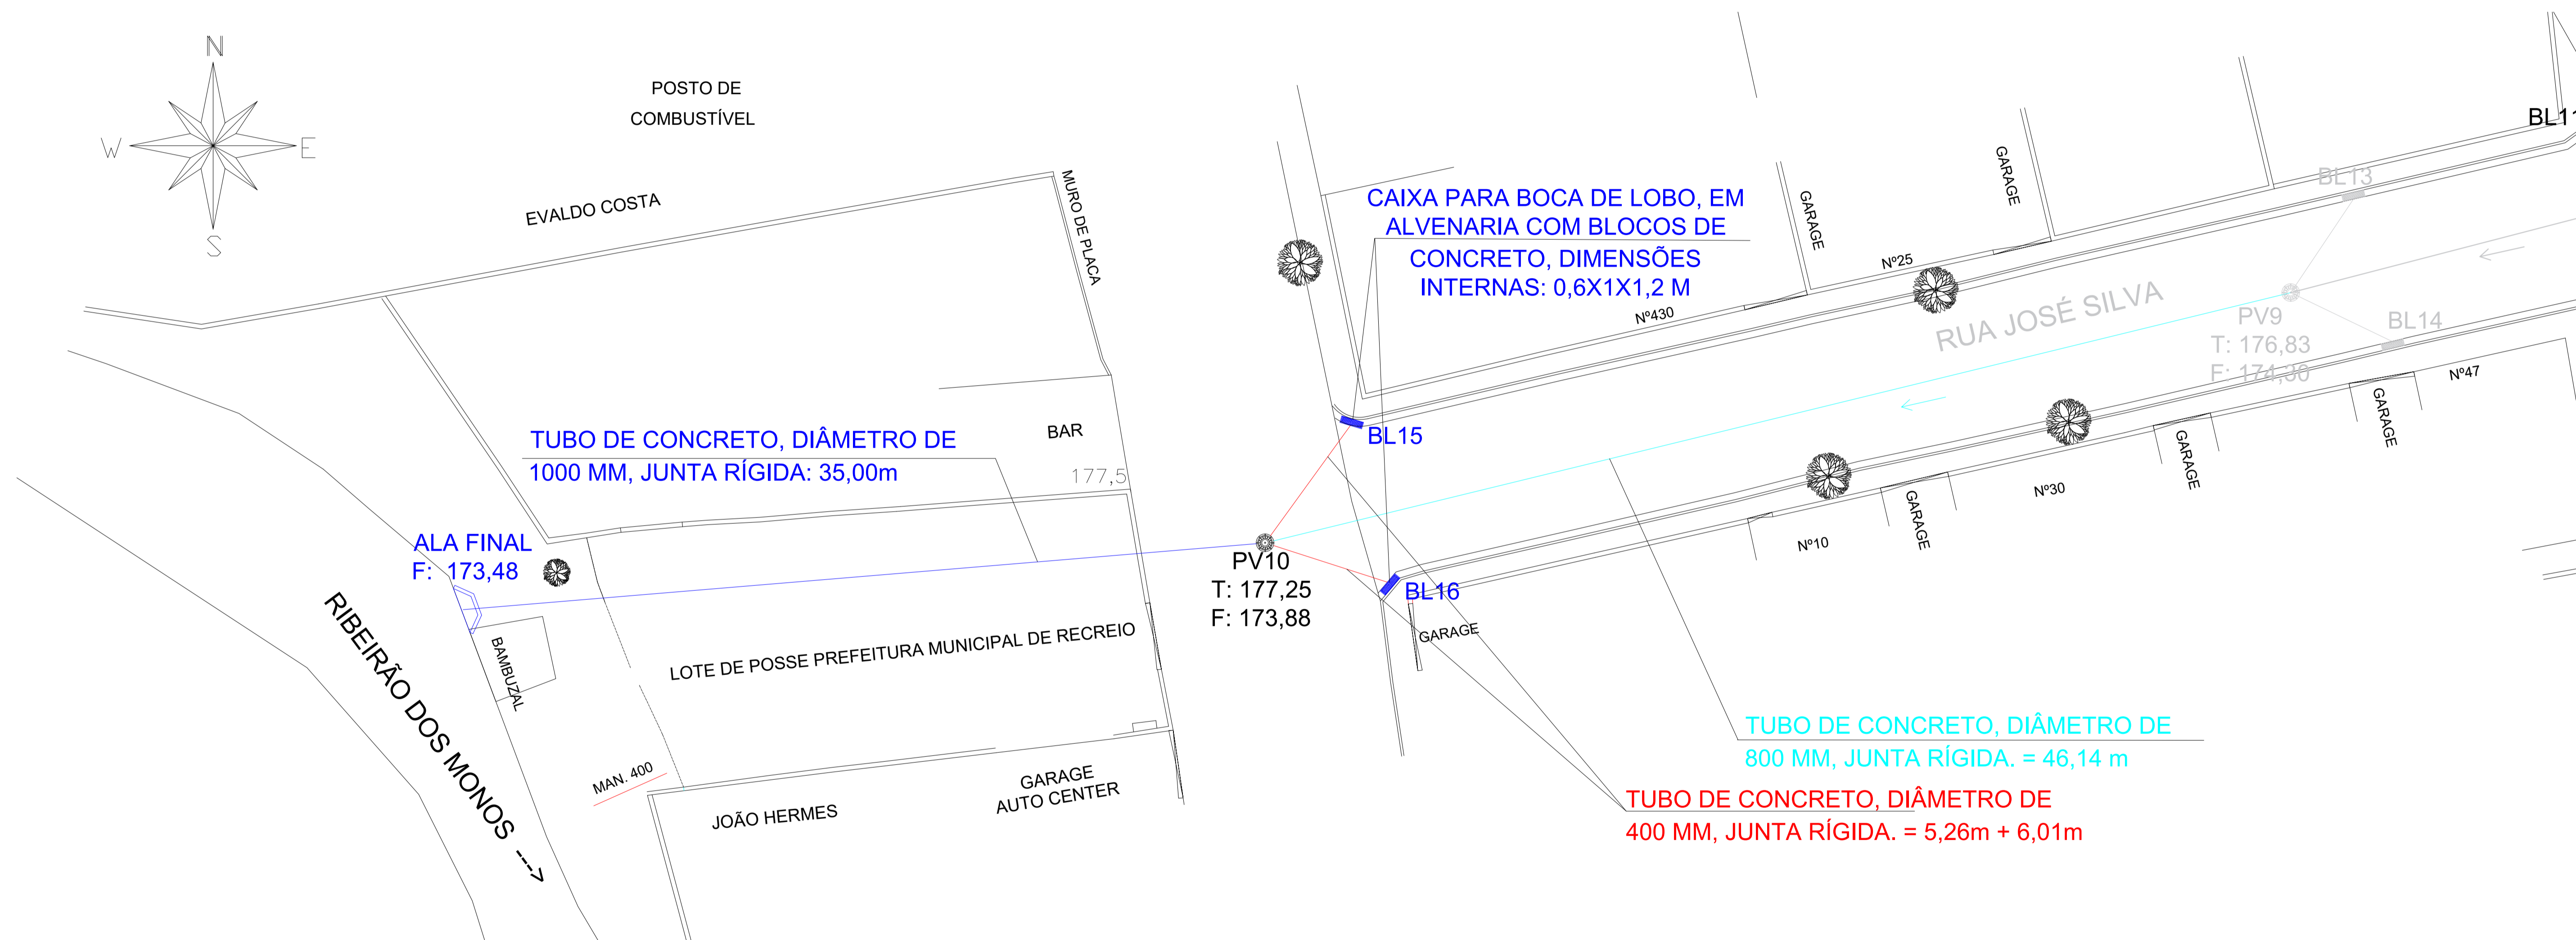 N
W
E
S
POSTO DE
COMBUSTÍVEL
EVALDO COSTA
MURO DE PLACA
CAIXA PARA BOCA DE LOBO, EM
ALVENARIA COM BLOCOS DE
CONCRETO, DIMENSÕES
INTERNAS: 0,6X1X1,2 M
GARAGE
GARAGE
Nº25
Nº430
BL13
RUA JOSÉ SILVA
PV9
T: 176,83
F: 174,30
BL14
Nº47
GARAGE
GARAGE
Nº30
GARAGE
Nº10
TUBO DE CONCRETO, DIÂMETRO DE
1000 MM, JUNTA RÍGIDA: 35,00m
BAR
177,5
BL15
ALA FINAL
F: 173,48
PV10
T: 177,25
F: 173,88
BL16
GARAGE
LOTE DE POSSE PREFEITURA MUNICIPAL DE RECREIO
BAMBUZAL
RIBEIRÃO DOS MONOS --->
MAN. 400
JOÃO HERMES
GARAGE
AUTO CENTER
TUBO DE CONCRETO, DIÂMETRO DE
800 MM, JUNTA RÍGIDA. = 46,14 m
TUBO DE CONCRETO, DIÂMETRO DE
400 MM, JUNTA RÍGIDA. = 5,26m + 6,01m